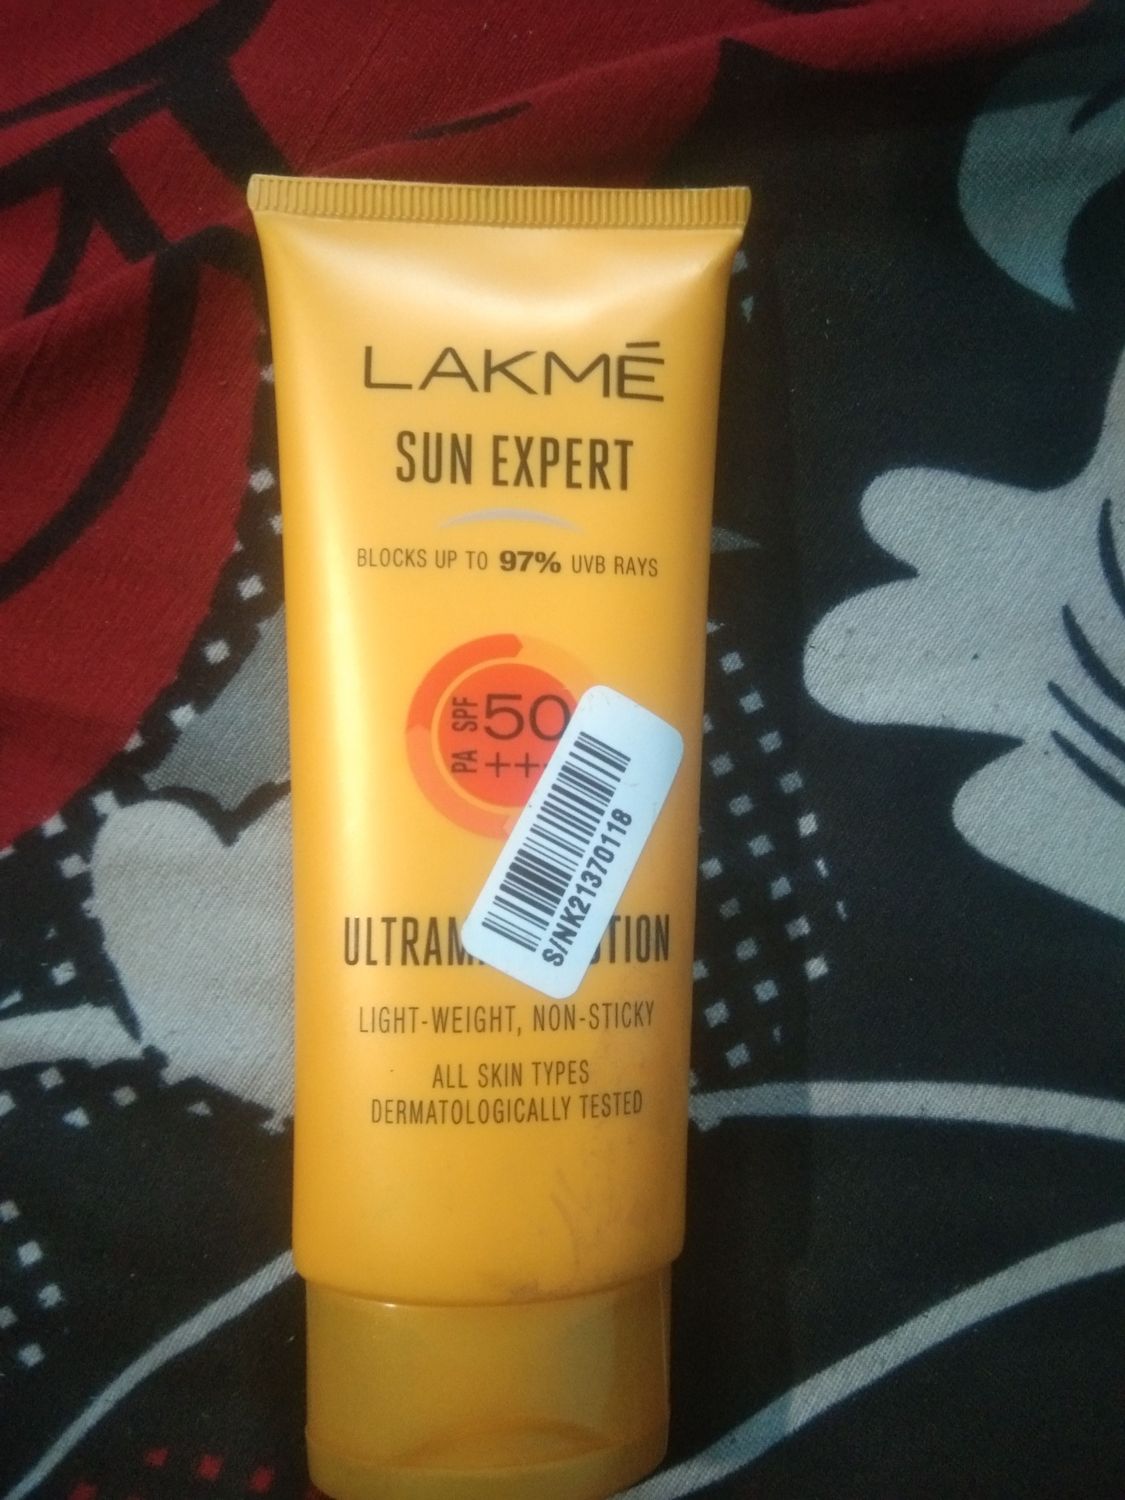 LAKMÉ
SUN EXPERT
BLOCKS UP TO 97% UVB RAYS
SPF 50
PA ++
S/NK21370118
LIGHT-WEIGHT, NON-STICKY
ALL SKIN TYPES
DERMATOLOGICALLY TESTED